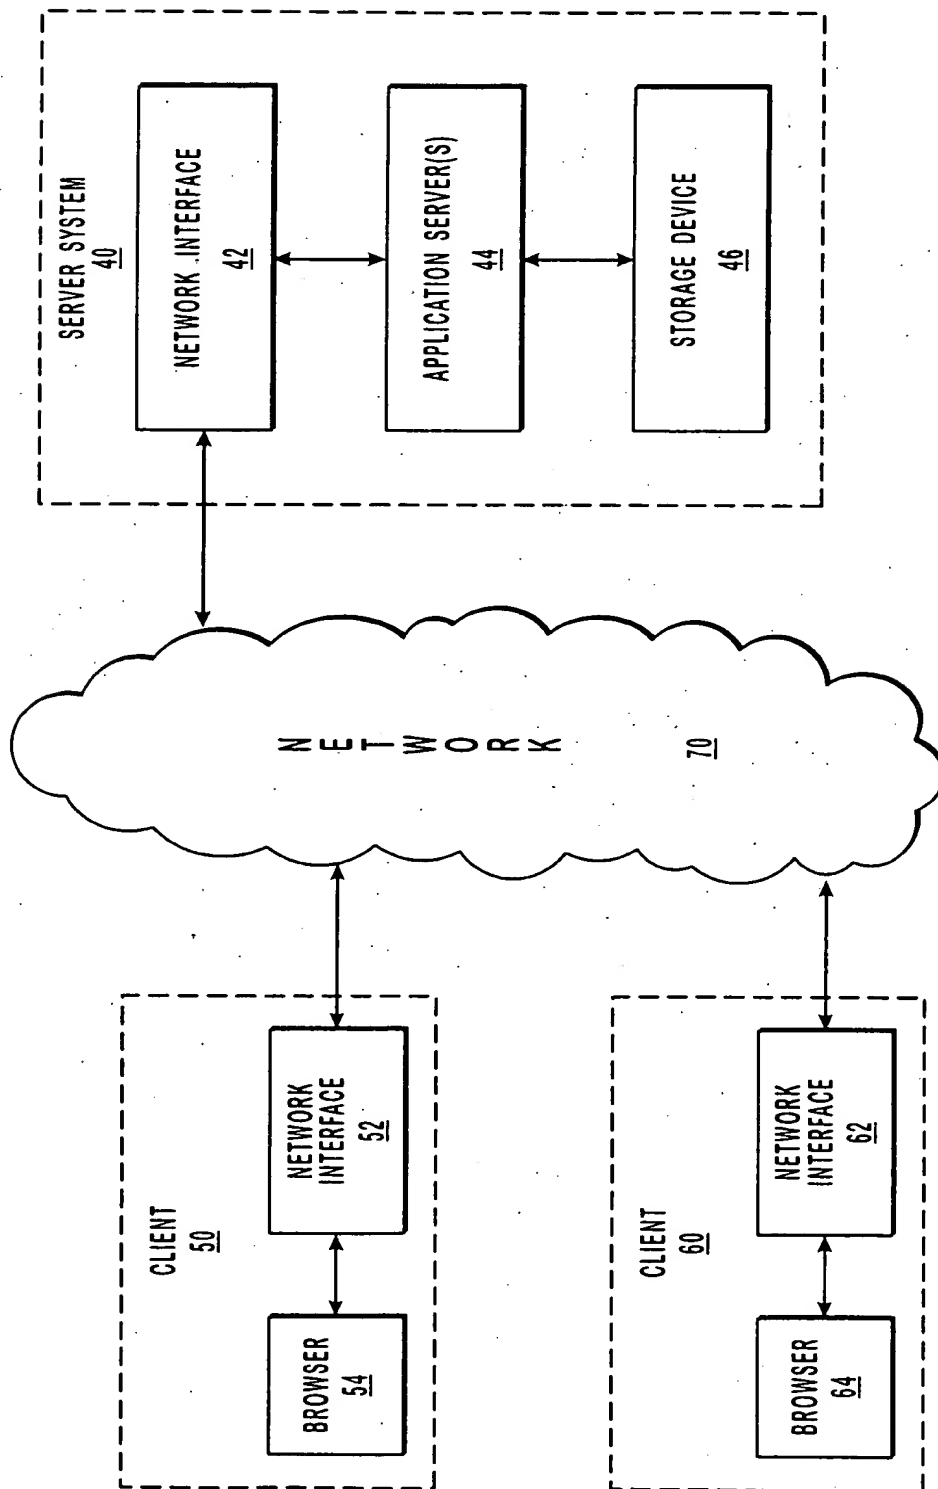 CLIENT
50
BROWSER
54
NETWORK
INTERFACE
52
CLIENT
60
BROWSER
64
NETWORK
INTERFACE
62
NETWORK
70
SERVER SYSTEM
40
NETWORK INTERFACE
42
APPLICATION SERVER(S)
44
STORAGE DEVICE
46